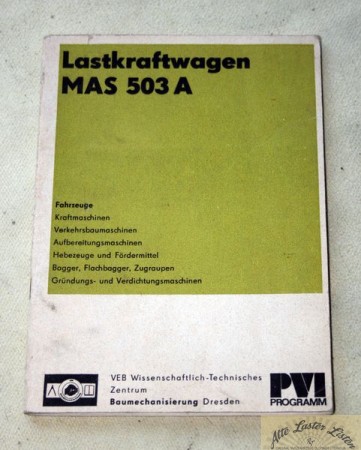 Lastkraftwagen
MAS 503 A
Fahrzeuge
Kraftmaschinen
Verkehrsbaumaschinen
Aufbereitungsmaschinen
Hebezeuge und Fördermittel
Bagger, Flachbagger, Zugraupen
Gründungs- und Verdichtungsmaschinen
VEB Wissenschaftlich-Technisches
Zentrum
Baumechanisierung Dresden
PVI
PROGRAMM
Alte Laster Listen